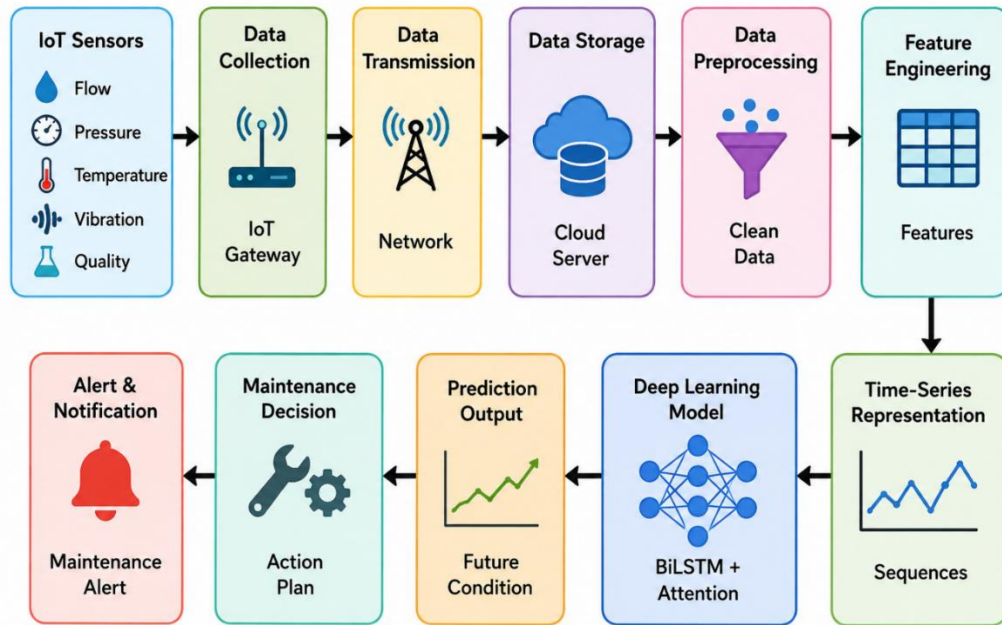 IoT Sensors
Flow
Pressure
Temperature
Vibration
Quality
Data
Collection
IoT
Gateway
Data
Transmission
Network
Data Storage
Cloud
Server
Data
Preprocessing
Clean
Data
Feature
Engineering
Features
Time-Series
Representation
Sequences
Deep Learning
Model
BiLSTM +
Attention
Prediction
Output
Future
Condition
Maintenance
Decision
Action
Plan
Alert &
Notification
Maintenance
Alert